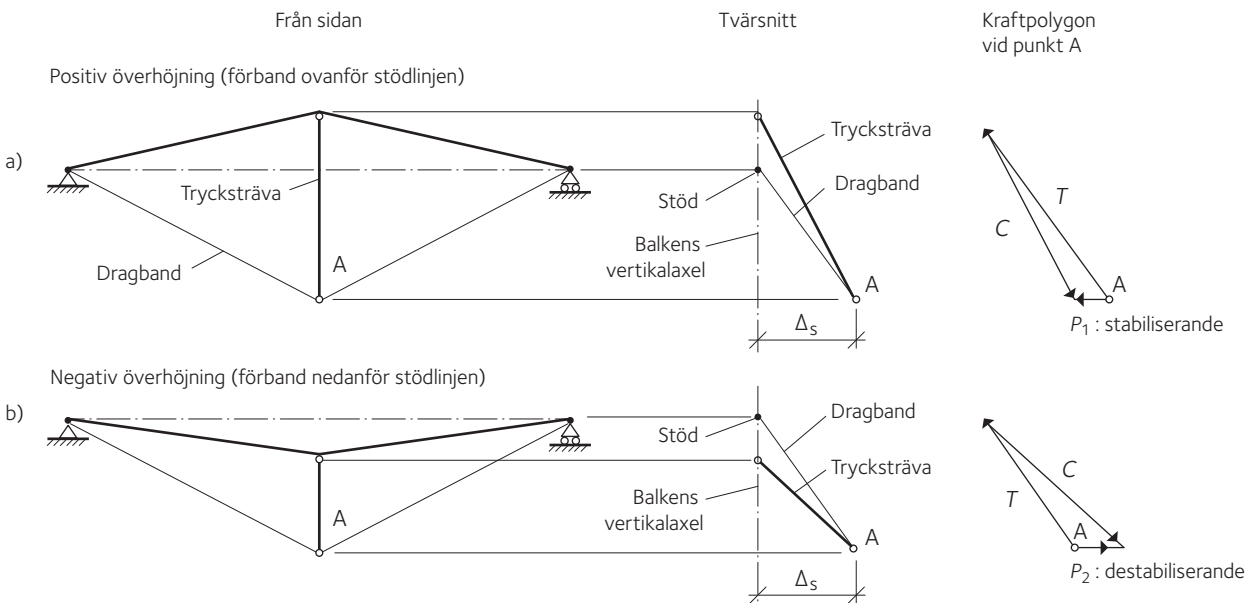 Från sidan
Tvärsnitt
Kraftpolygon
vid punkt A
Positiv överhöjning (förband ovanför stödlinjen)
a)
Trycksträva
Dragband
A
Trycksträva
Dragband
Stöd
Balkens
vertikalaxel
A
Δs
T
C
A
P1 : stabiliserande
Negativ överhöjning (förband nedanför stödlinjen)
b)
A
Dragband
Stöd
Trycksträva
Balkens
vertikalaxel
A
Δs
C
T
A
P2 : destabiliserande